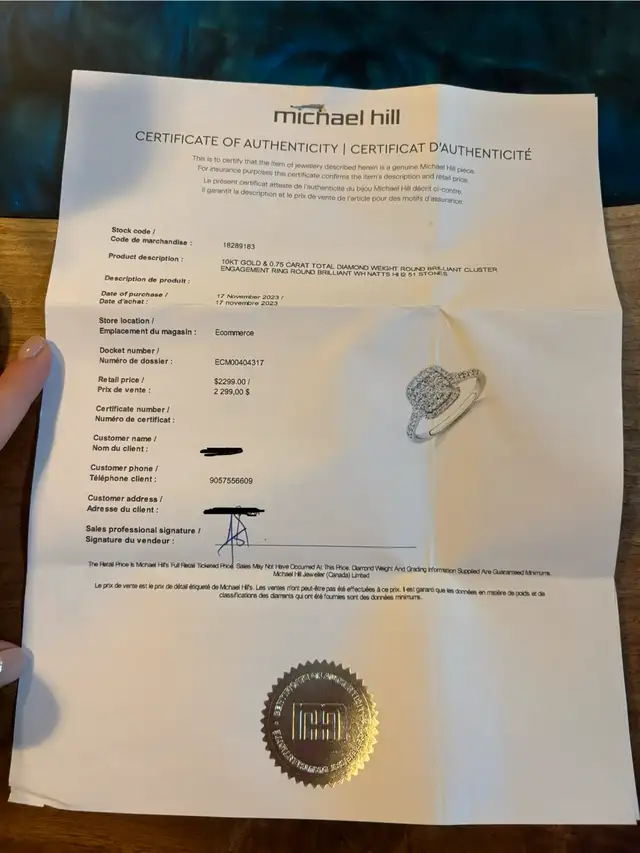 michael hill
CERTIFICATE OF AUTHENTICITY | CERTIFICAT D'AUTHENTICITÉ
This is to certify that the item of jewellery described herein is a genuine Michael Hill piece.
For insurance purposes this certificate confirms the item's description and retail price.
Le présent certificat atteste de l'authenticité du bijou Michael Hill décrit ci-contre.
Il garantit la description et le prix de vente de l'article pour des motifs d'assurance.
Stock code /
Code de marchandise : 18289183
Product description : 10KT GOLD & 0.75 CARAT TOTAL DIAMOND WEIGHT ROUND BRILLIANT CLUSTER
ENGAGEMENT RING ROUND BRILLIANT WH NATTS HI I2 51 STONES
Description de produit :
Date of purchase / 17 November 2023 /
Date d'achat : 17 novembre 2023
Store location /
Emplacement du magasin : Ecommerce
Docket number /
Numéro de dossier : ECM00404317
Retail price / $2299.00 /
Prix de vente : 2 299,00 $
Certificate number /
Numéro de certificat :
Customer name /
Nom du client :
Customer phone /
Téléphone client : 9057556609
Customer address /
Adresse du client :
Sales professional signature /
Signature du vendeur :
The Retail Price Is Michael Hill's Full Retail Ticketed Price. Sales May Not Have Occurred At This Price. Diamond Weight And Grading Information Supplied Are Guaranteed Minimums.
Michael Hill Jeweller (Canada) Limited
Le prix de vente est le prix de détail étiqueté de Michael Hill's. Les ventes n'ont peut-être pas été effectuées à ce prix. Il est garanti que les données en matière de poids et de
classifications des diamants qui ont été fournies sont des données minimums.